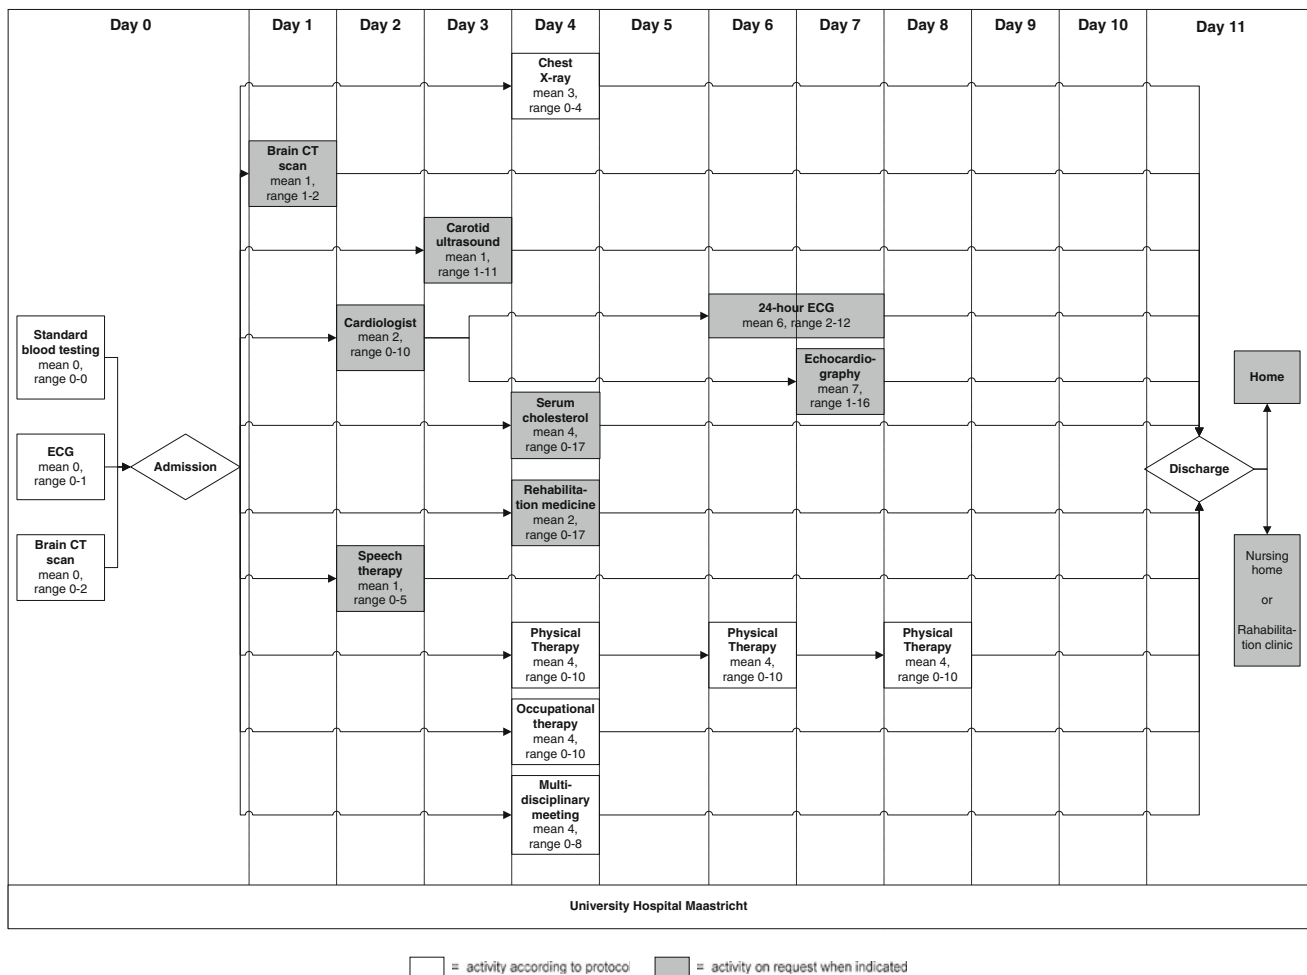 Day 0
Day 1
Day 2
Day 3
Day 4
Day 5
Day 6
Day 7
Day 8
Day 9
Day 10
Day 11
Chest
X-ray
mean 3,
range 0-4
Brain CT
scan
mean 1,
range 1-2
Carotid
ultrasound
mean 1,
range 1-11
24-hour ECG
mean 6, range 2-12
Cardiologist
mean 2,
range 0-10
Standard
blood testing
mean 0,
range 0-0
Echocardio-
graphy
mean 7,
range 1-16
Home
Serum
cholesterol
mean 4,
range 0-17
ECG
mean 0,
range 0-1
Admission
Discharge
Rehabilita-
tion medicine
mean 2,
range 0-17
Brain CT
scan
mean 0,
range 0-2
Speech
therapy
mean 1,
range 0-5
Nursing
home
or
Rahabilita-
tion clinic
Physical
Therapy
mean 4,
range 0-10
Physical
Therapy
mean 4,
range 0-10
Physical
Therapy
mean 4,
range 0-10
Occupational
therapy
mean 4,
range 0-10
Multi-
disciplinary
meeting
mean 4,
range 0-8
University Hospital Maastricht
= activity according to protocol
= activity on request when indicated